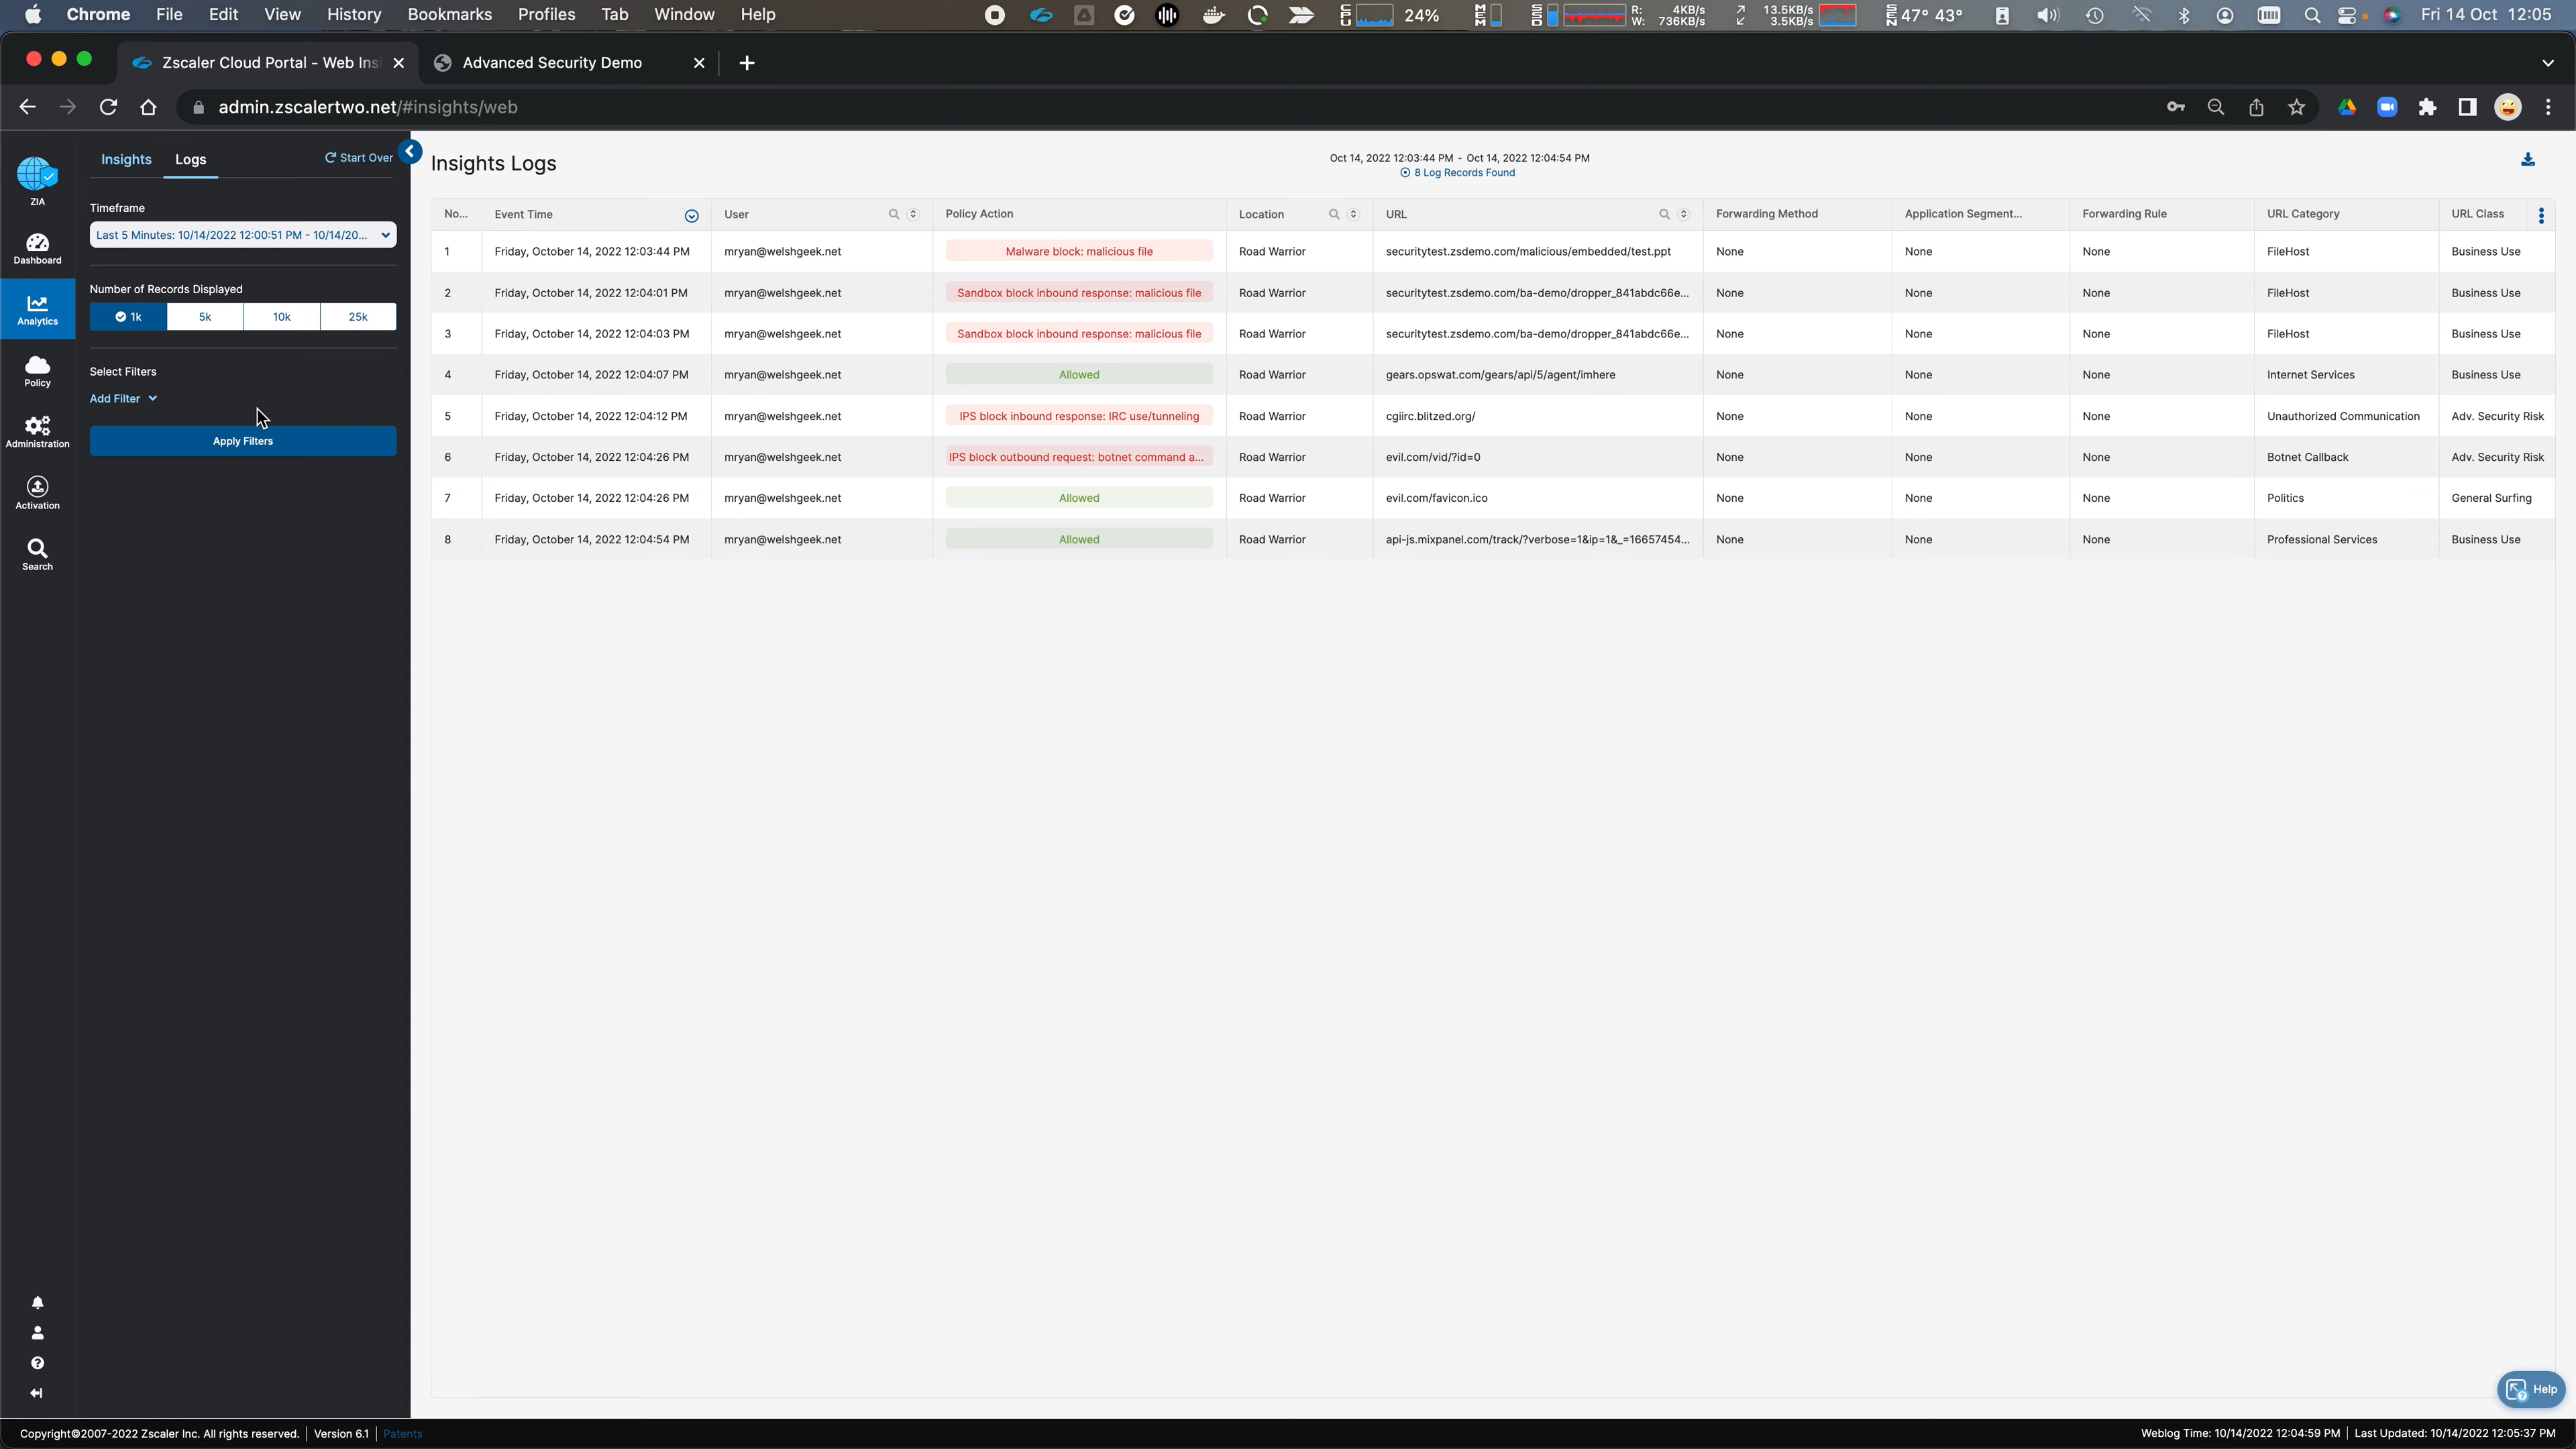 Chrome File Edit View History Bookmarks Profiles Tab Window Help
CPU 24% MEM SSD R: 4KB/s W: 736KB/s 13.5KB/s 3.5KB/s SEN 47° 43° Fri 14 Oct 12:05
Zscaler Cloud Portal - Web Insi Advanced Security Demo
admin.zscalertwo.net/#insights/web
ZIA
Dashboard
Analytics
Policy
Administration
Activation
Search
Insights Logs Start Over
Timeframe
Last 5 Minutes: 10/14/2022 12:00:51 PM - 10/14/20...
Number of Records Displayed
1k 5k 10k 25k
Select Filters
Add Filter
Apply Filters
Insights Logs
Oct 14, 2022 12:03:44 PM - Oct 14, 2022 12:04:54 PM
8 Log Records Found
No... Event Time User Policy Action Location URL Forwarding Method Application Segment... Forwarding Rule URL Category URL Class
1 Friday, October 14, 2022 12:03:44 PM mryan@welshgeek.net Malware block: malicious file Road Warrior securitytest.zsdemo.com/malicious/embedded/test.ppt None None None FileHost Business Use
2 Friday, October 14, 2022 12:04:01 PM mryan@welshgeek.net Sandbox block inbound response: malicious file Road Warrior securitytest.zsdemo.com/ba-demo/dropper_841abdc66e... None None None FileHost Business Use
3 Friday, October 14, 2022 12:04:03 PM mryan@welshgeek.net Sandbox block inbound response: malicious file Road Warrior securitytest.zsdemo.com/ba-demo/dropper_841abdc66e... None None None FileHost Business Use
4 Friday, October 14, 2022 12:04:07 PM mryan@welshgeek.net Allowed Road Warrior gears.opswat.com/gears/api/5/agent/imhere None None None Internet Services Business Use
5 Friday, October 14, 2022 12:04:12 PM mryan@welshgeek.net IPS block inbound response: IRC use/tunneling Road Warrior cgiirc.blitzed.org/ None None None Unauthorized Communication Adv. Security Risk
6 Friday, October 14, 2022 12:04:26 PM mryan@welshgeek.net IPS block outbound request: botnet command a... Road Warrior evil.com/vid/?id=0 None None None Botnet Callback Adv. Security Risk
7 Friday, October 14, 2022 12:04:26 PM mryan@welshgeek.net Allowed Road Warrior evil.com/favicon.ico None None None Politics General Surfing
8 Friday, October 14, 2022 12:04:54 PM mryan@welshgeek.net Allowed Road Warrior api-js.mixpanel.com/track/?verbose=1&ip=1&_=16657454... None None None Professional Services Business Use
Help
Copyright©2007-2022 Zscaler Inc. All rights reserved. Version 6.1 Patents
Weblog Time: 10/14/2022 12:04:59 PM Last Updated: 10/14/2022 12:05:37 PM